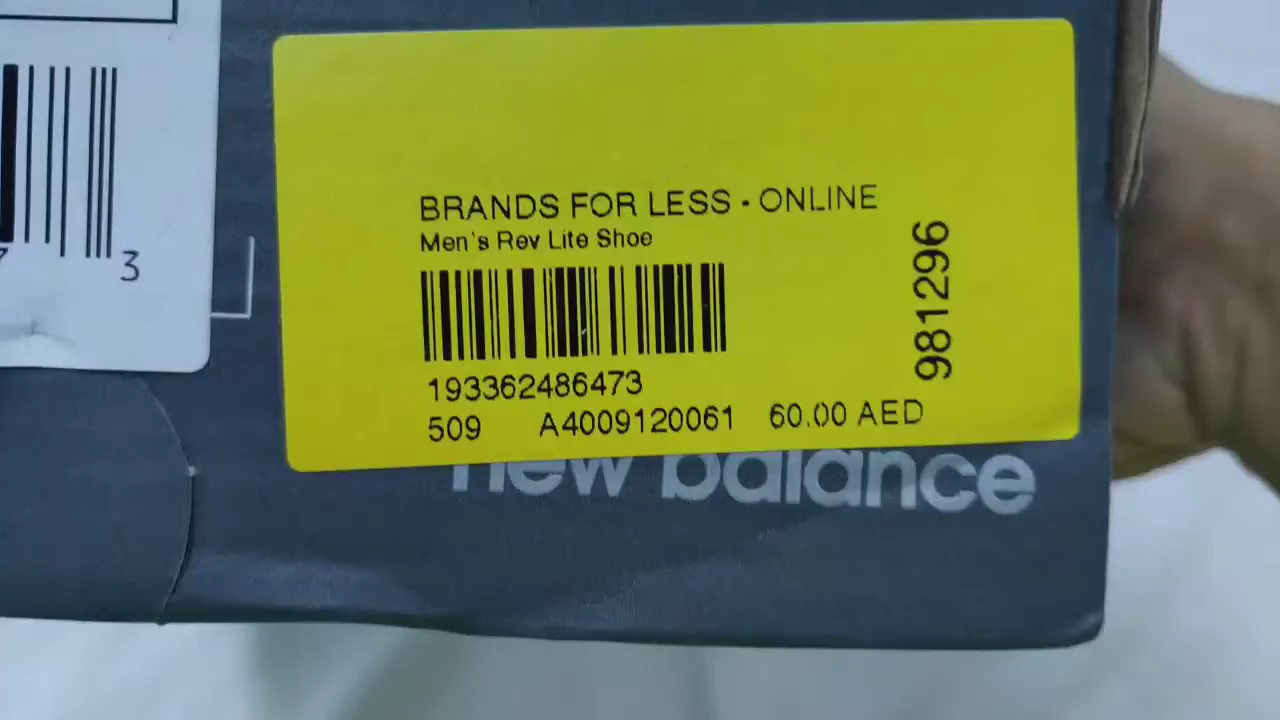 BRANDS FOR LESS - ONLINE
Men's Rev Lite Shoe
193362486473
509 A4009120061 60.00 AED
981296
new balance
3